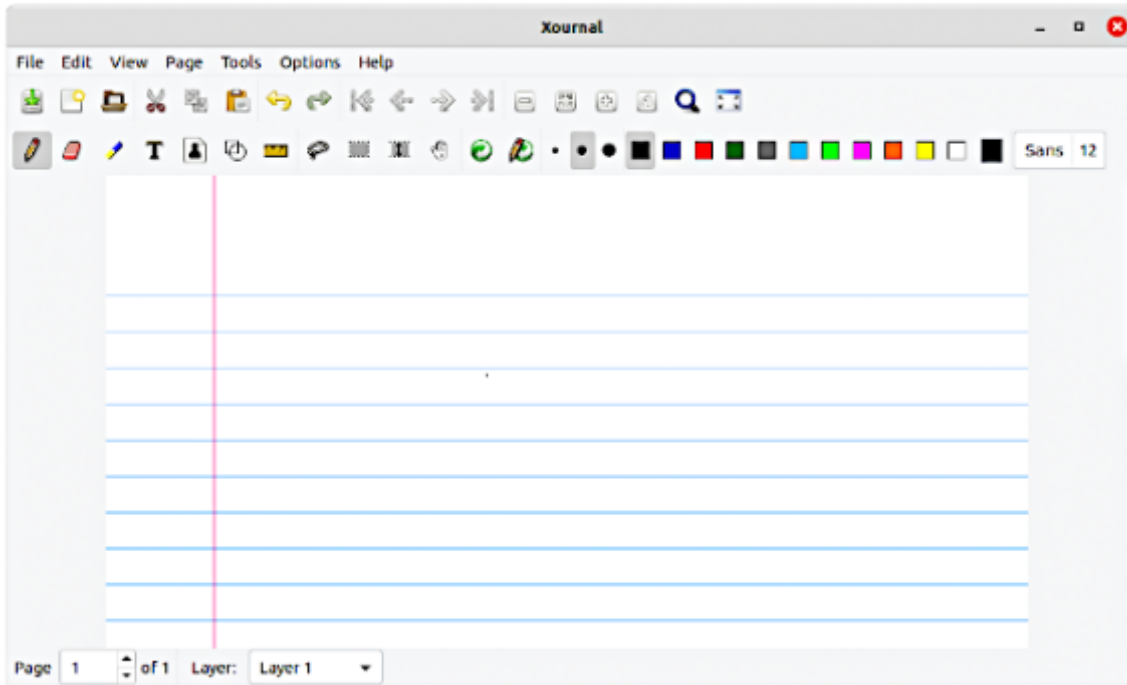 Xournal
File Edit View Page Tools Options Help
T Sans 12
Page 1 of 1 Layer: Layer 1